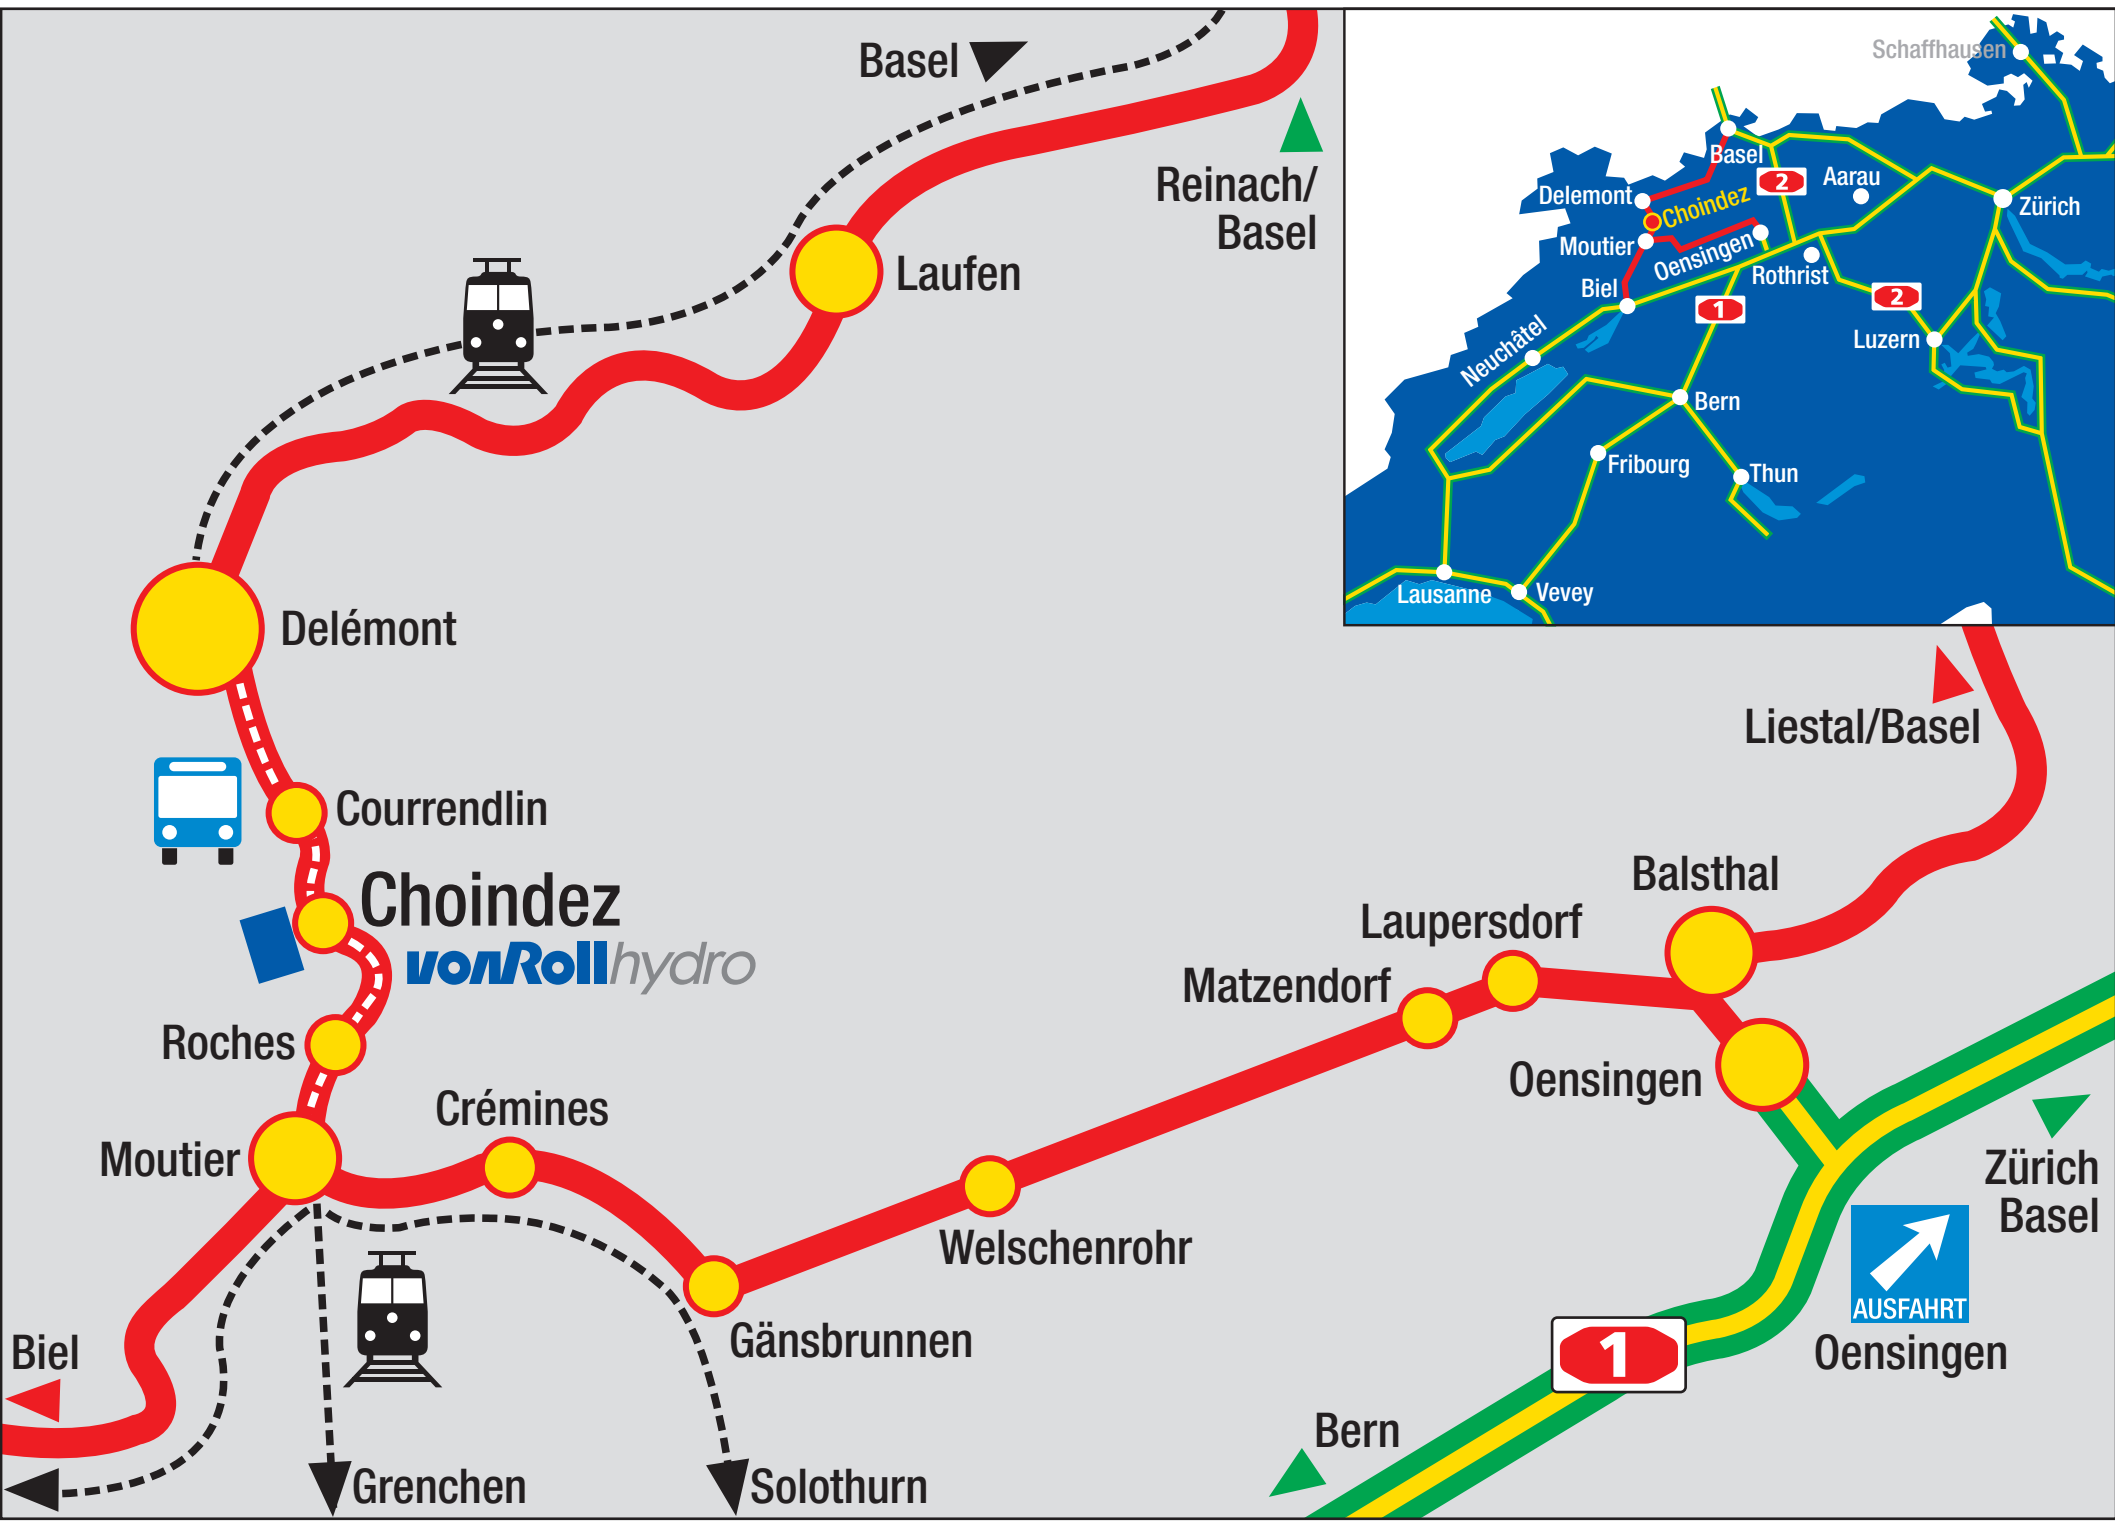 Basel
Reinach/
Basel
Laufen
Delémont
Courrendlin
Choindez
vonRoll hydro
Roches
Moutier
Crémines
Gänsbrunnen
Welschenrohr
Matzendorf
Laupersdorf
Balsthal
Oensingen
Liestal/Basel
Zürich
Basel
AUSFAHRT
Oensingen
1
Bern
Biel
Grenchen
Solothurn
Schaffhausen
Basel
2
Aarau
Delemont
Choindez
Zürich
Moutier
Oensingen
Rothrist
Biel
1
2
Neuchâtel
Luzern
Bern
Fribourg
Thun
Lausanne
Vevey